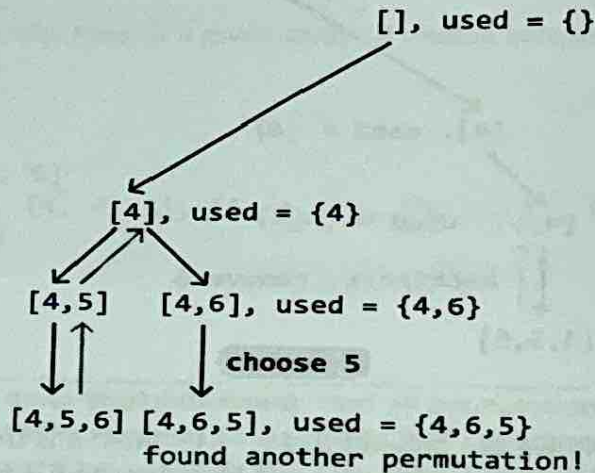 [], used = {}
[4], used = {4}
[4,5] [4,6], used = {4,6}
choose 5
[4,5,6] [4,6,5], used = {4,6,5}
found another permutation!